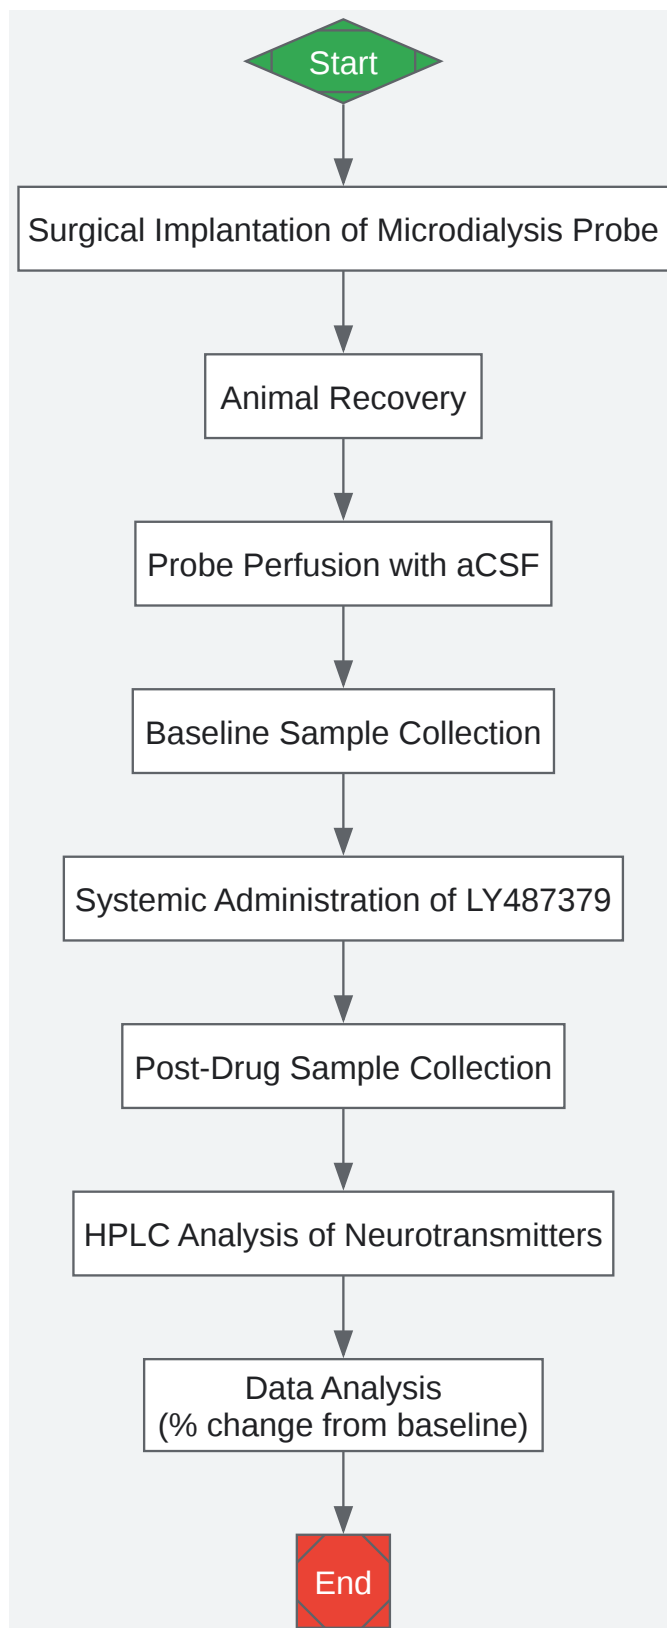 Start
Surgical Implantation of Microdialysis Probe
Animal Recovery
Probe Perfusion with aCSF
Baseline Sample Collection
Systemic Administration of LY487379
Post-Drug Sample Collection
HPLC Analysis of Neurotransmitters
Data Analysis
(% change from baseline)
End